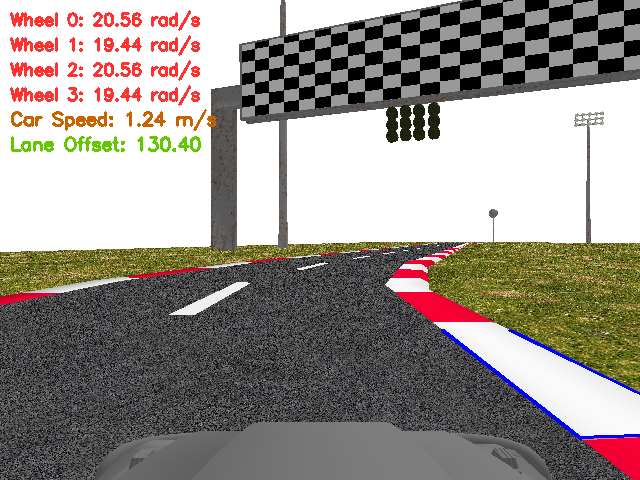 Wheel 0: 20.56 rad/s
Wheel 1: 19.44 rad/s
Wheel 2: 20.56 rad/s
Wheel 3: 19.44 rad/s
Car Speed: 1.24 m/s
Lane Offset: 130.40